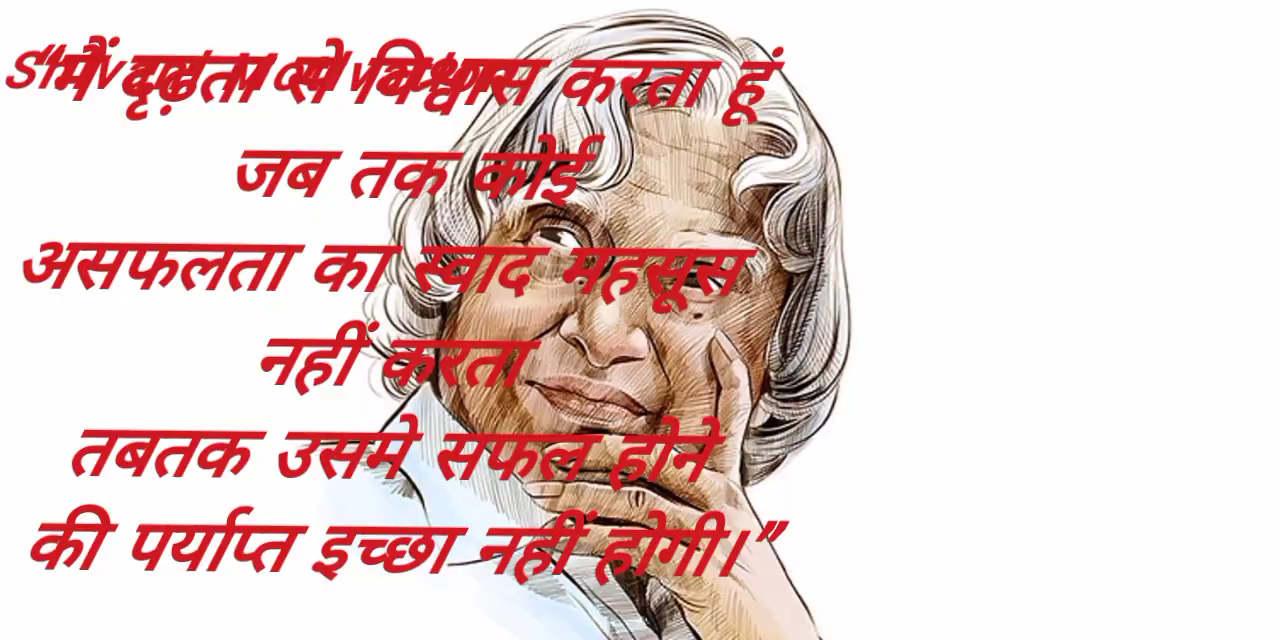 “मैं दृढ़ता से विश्वास करता हूं
जब तक कोई
असफलता का स्वाद महसूस
नहीं करता
तबतक उसमे सफल होने
की पर्याप्त इच्छा नहीं होगी।”